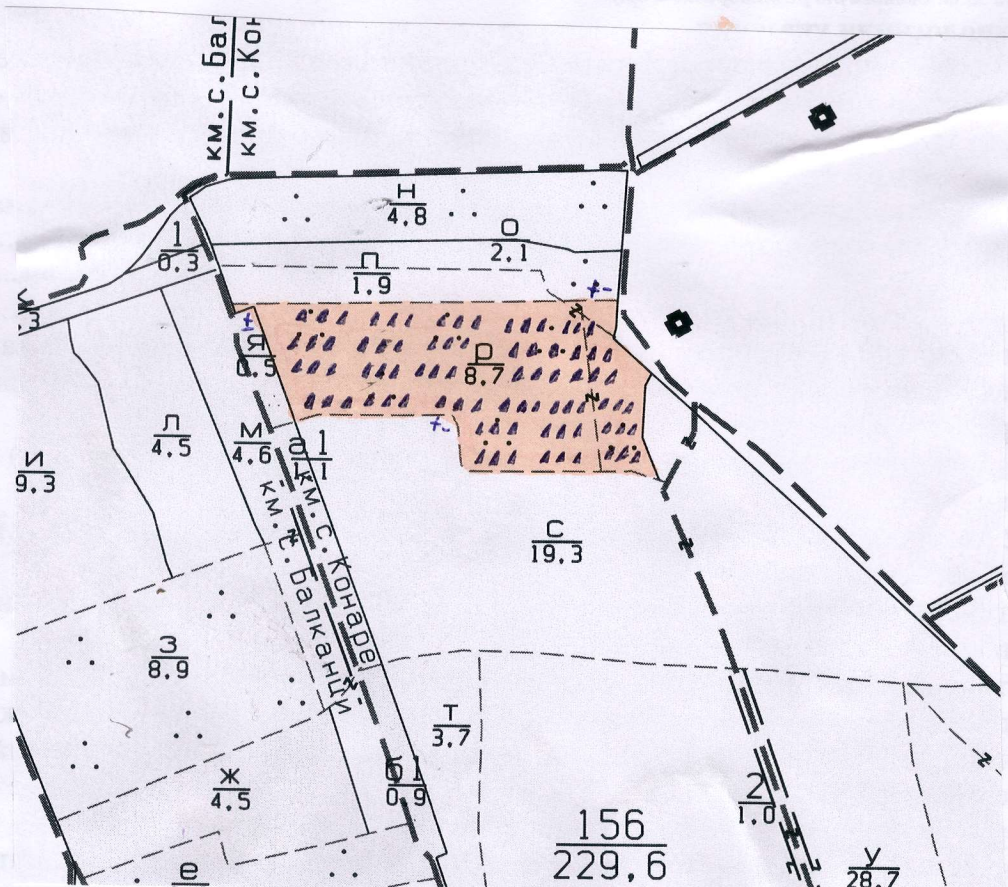 км. с. Бал
км. с. Кон
Н
4.8
О
2.1
1
0.3
П
1.9
Я
0.5
Р
8.7
Л
4.5
М
4.6
а 1
И
9.3
С
19.3
км. с. Конаре
км. с. Балканци
З
8.9
Т
3.7
Ж
4.5
б 1
0.9
2
1.0
156
229,6
У
28.7
е